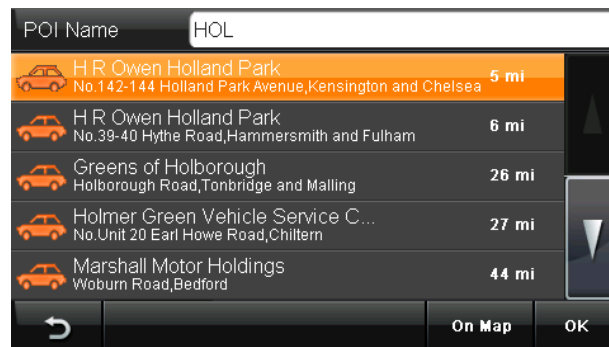 POI Name HOL
H R Owen Holland Park
No.142-144 Holland Park Avenue,Kensington and Chelsea 5 mi
H R Owen Holland Park
No.39-40 Hythe Road,Hammersmith and Fulham 6 mi
Greens of Holborough
Holborough Road,Tonbridge and Malling 26 mi
Holmer Green Vehicle Service C...
No.Unit 20 Earl Howe Road,Chiltern 27 mi
Marshall Motor Holdings
Woburn Road,Bedford 44 mi
On Map OK